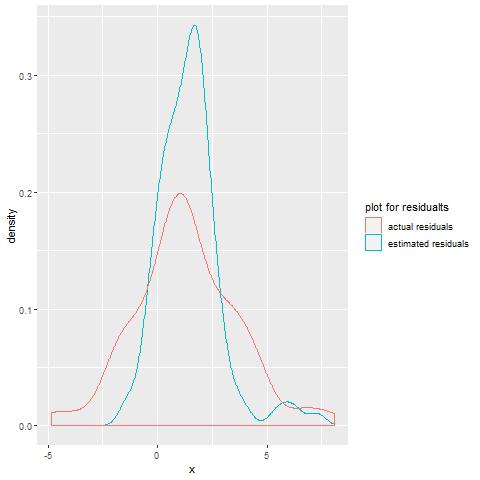 0.3
0.2
0.1
0.0
density
-5
0
5
x
plot for residualts
actual residuals
estimated residuals